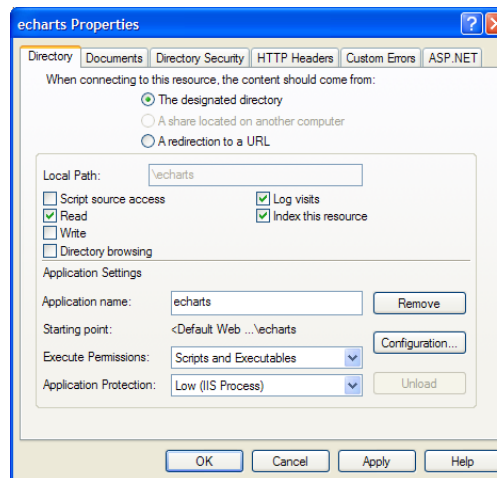 echarts Properties
Directory Documents Directory Security HTTP Headers Custom Errors ASP.NET
When connecting to this resource, the content should come from:
The designated directory
A share located on another computer
A redirection to a URL
Local Path: \echarts
Script source access Log visits
Read Index this resource
Write
Directory browsing
Application Settings
Application name: echarts Remove
Starting point: <Default Web ...\echarts
Configuration...
Execute Permissions: Scripts and Executables
Application Protection: Low (IIS Process) Unload
OK Cancel Apply Help